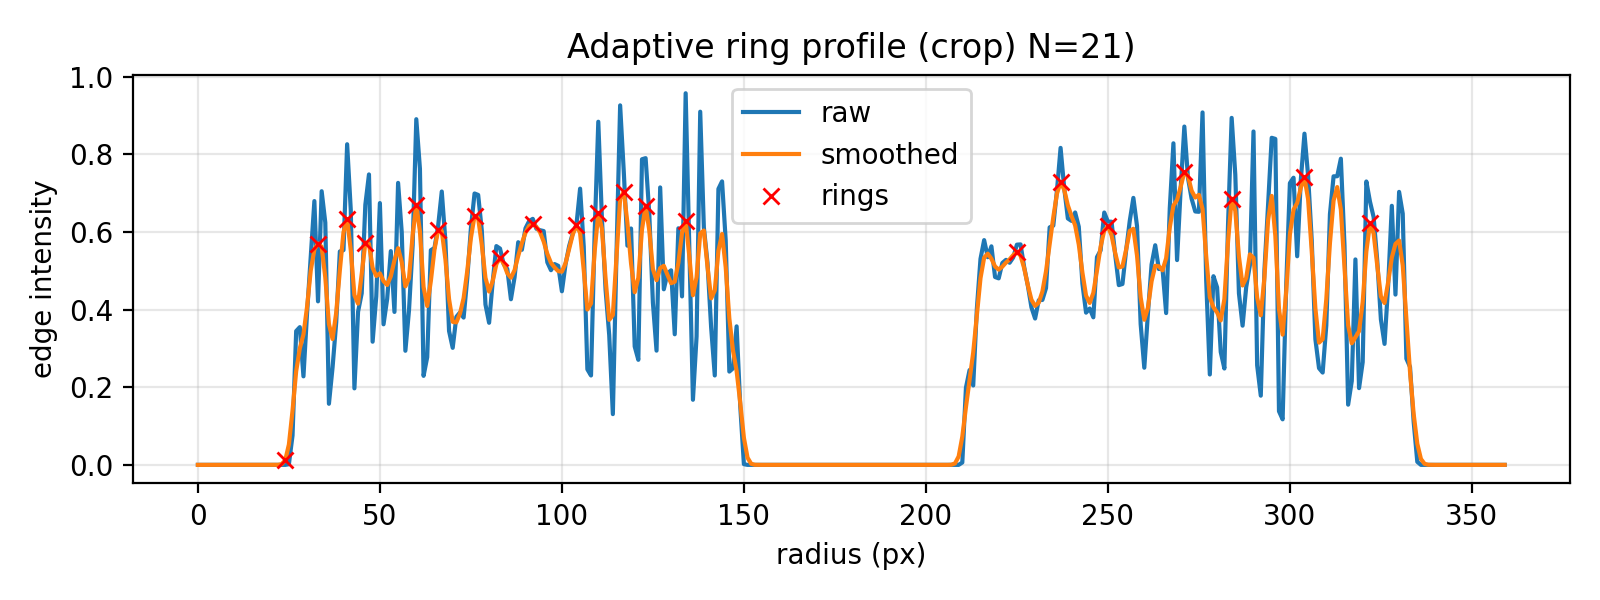 Adaptive ring profile (crop) N=21)
1.0
0.8
0.6
0.4
0.2
0.0
edge intensity
raw
smoothed
rings
0 50 100 150 200 250 300 350
radius (px)